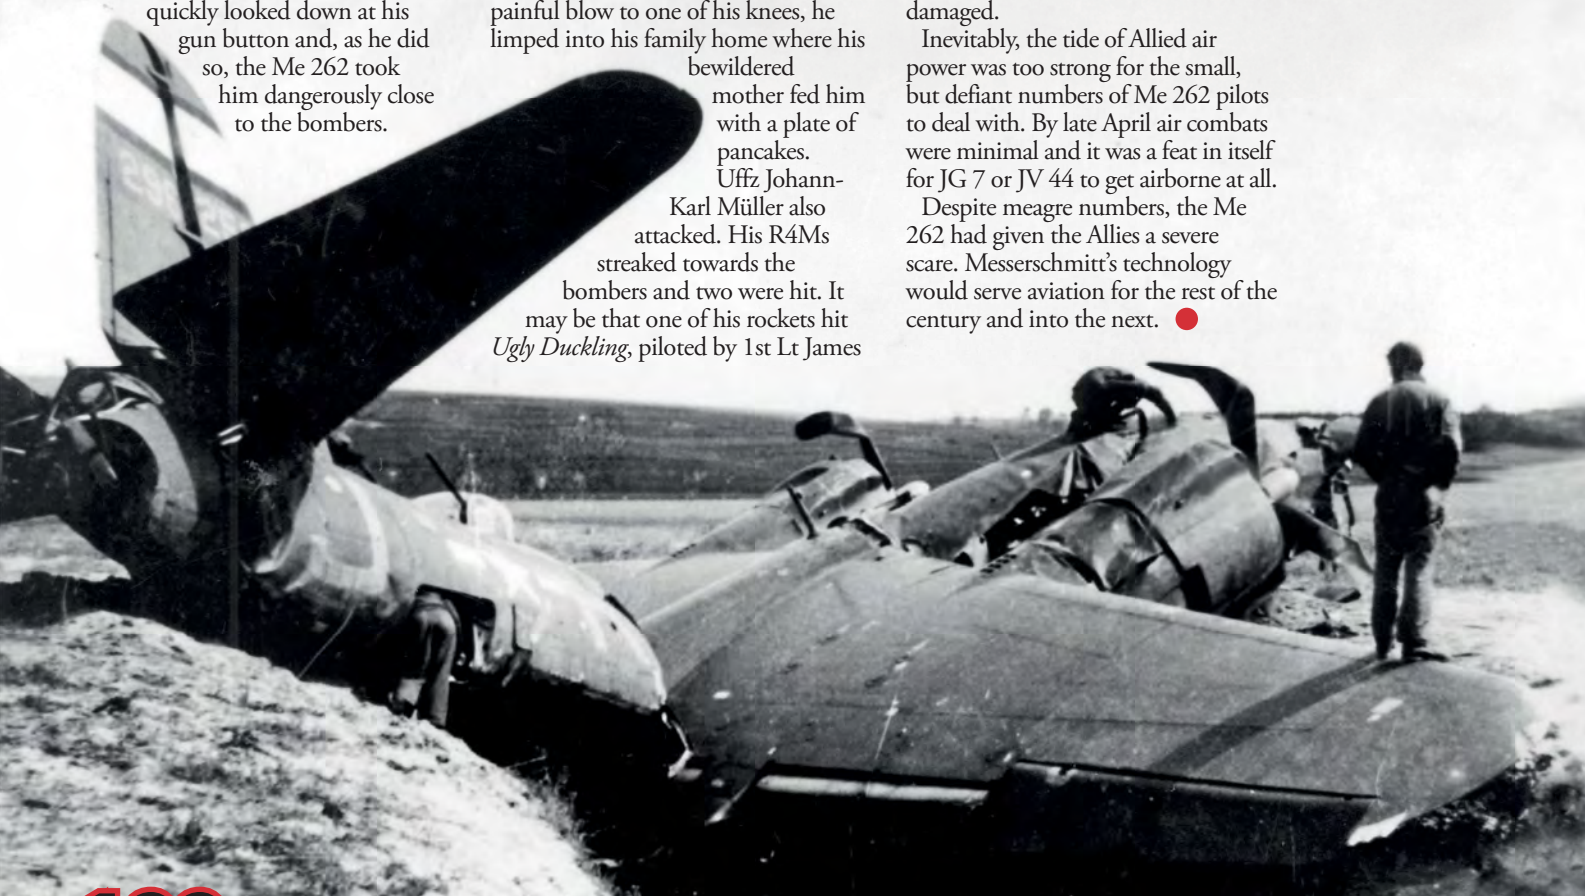 quickly looked down at his
gun button and, as he did
so, the Me 262 took
him dangerously close
to the bombers.
painful blow to one of his knees, he
limped into his family home where his
bewildered
mother fed him
with a plate of
pancakes.
Uffz Johann-
Karl Müller also
attacked. His R4Ms
streaked towards the
bombers and two were hit. It
may be that one of his rockets hit
Ugly Duckling, piloted by 1st Lt James
damaged.
Inevitably, the tide of Allied air
power was too strong for the small,
but defiant numbers of Me 262 pilots
to deal with. By late April air combats
were minimal and it was a feat in itself
for JG 7 or JV 44 to get airborne at all.
Despite meagre numbers, the Me
262 had given the Allies a severe
scare. Messerschmitt’s technology
would serve aviation for the rest of the
century and into the next.